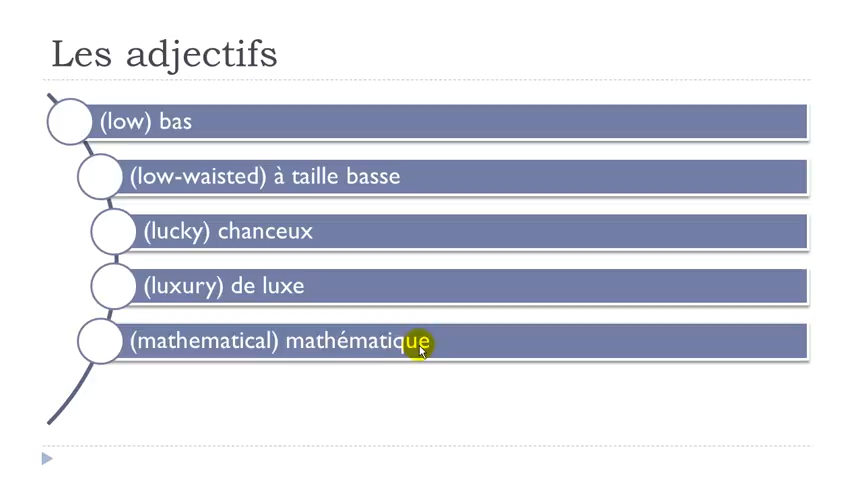 Les adjectifs
(low) bas
(low-waisted) à taille basse
(lucky) chanceux
(luxury) de luxe
(mathematical) mathématique